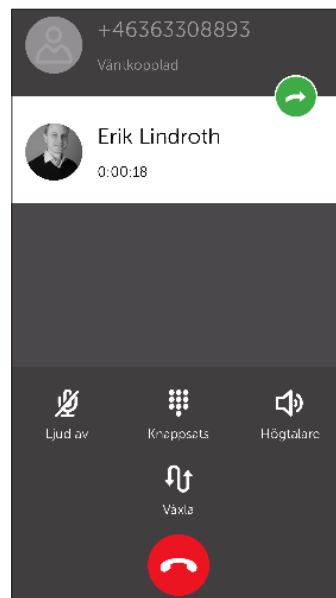 +46363308893
Väntkopplad
Erik Lindroth
0:00:18
Ljud av Knappsats Högtalare
Växla